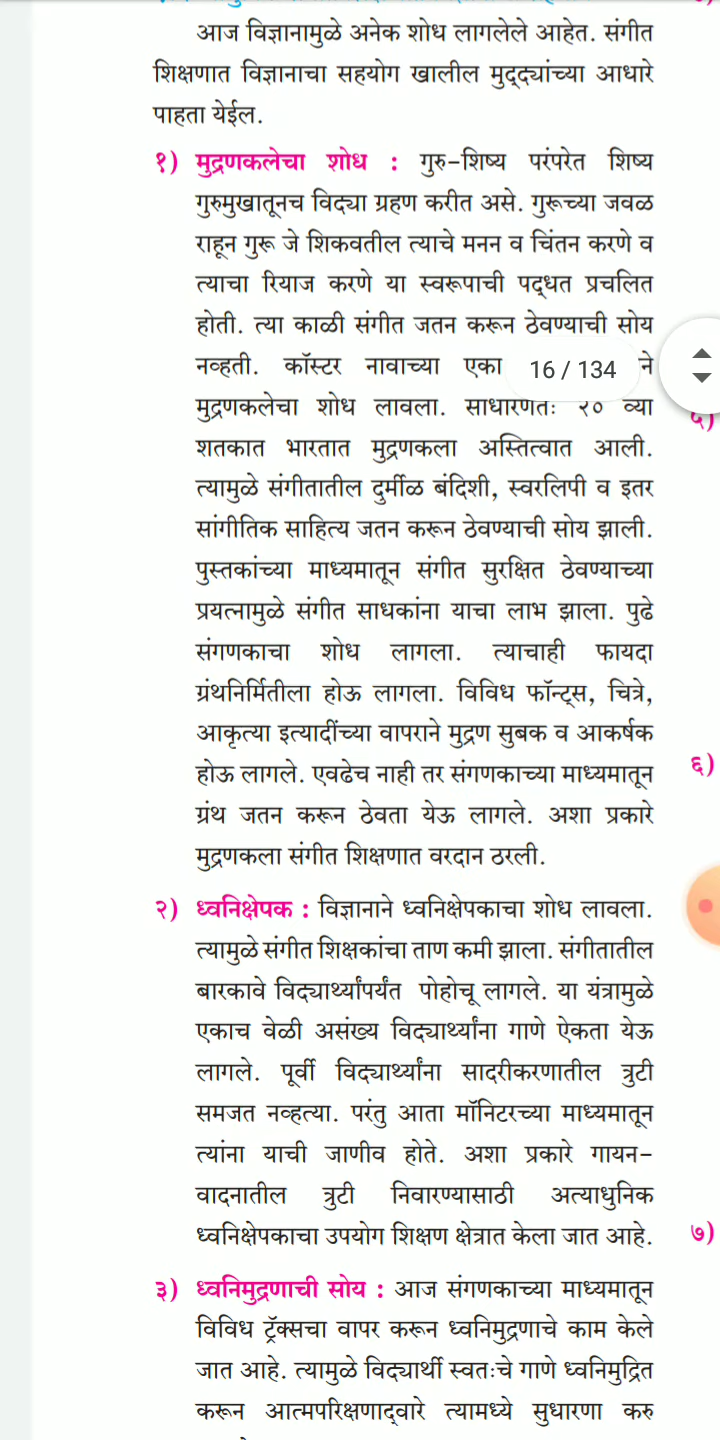 आज विज्ञानामुळे अनेक शोध लागलेले आहेत. संगीत
शिक्षणात विज्ञानाचा सहयोग खालील मुद्द्यांच्या आधारे
पाहता येईल.
१) मुद्रणकलेचा शोध : गुरु-शिष्य परंपरेत शिष्य
गुरुमुखातूनच विद्या ग्रहण करीत असे. गुरूच्या जवळ
राहून गुरू जे शिकवतील त्याचे मनन व चिंतन करणे व
त्याचा रियाज करणे या स्वरूपाची पद्धत प्रचलित
होती. त्या काळी संगीत जतन करून ठेवण्याची सोय
नव्हती. कॉस्टर नावाच्या एका ने
16 / 134
मुद्रणकलेचा शोध लावला. साधारणतः २० व्या
शतकात भारतात मुद्रणकला अस्तित्वात आली.
त्यामुळे संगीतातील दुर्मीळ बंदिशी, स्वरलिपी व इतर
सांगीतिक साहित्य जतन करून ठेवण्याची सोय झाली.
पुस्तकांच्या माध्यमातून संगीत सुरक्षित ठेवण्याच्या
प्रयत्नामुळे संगीत साधकांना याचा लाभ झाला. पुढे
संगणकाचा शोध लागला. त्याचाही फायदा
ग्रंथनिर्मितीला होऊ लागला. विविध फॉन्ट्स, चित्रे,
आकृत्या इत्यादींच्या वापराने मुद्रण सुबक व आकर्षक
होऊ लागले. एवढेच नाही तर संगणकाच्या माध्यमातून
ग्रंथ जतन करून ठेवता येऊ लागले. अशा प्रकारे
मुद्रणकला संगीत शिक्षणात वरदान ठरली.
२) ध्वनिक्षेपक : विज्ञानाने ध्वनिक्षेपकाचा शोध लावला.
त्यामुळे संगीत शिक्षकांचा ताण कमी झाला. संगीतातील
बारकावे विद्यार्थ्यांपर्यंत पोहोचू लागले. या यंत्रामुळे
एकाच वेळी असंख्य विद्यार्थ्यांना गाणे ऐकता येऊ
लागले. पूर्वी विद्यार्थ्यांना सादरीकरणातील त्रुटी
समजत नव्हत्या. परंतु आता मॉनिटरच्या माध्यमातून
त्यांना याची जाणीव होते. अशा प्रकारे गायन-
वादनातील त्रुटी निवारण्यासाठी अत्याधुनिक
ध्वनिक्षेपकाचा उपयोग शिक्षण क्षेत्रात केला जात आहे.
३) ध्वनिमुद्रणाची सोय : आज संगणकाच्या माध्यमातून
विविध ट्रॅक्सचा वापर करून ध्वनिमुद्रणाचे काम केले
जात आहे. त्यामुळे विद्यार्थी स्वतःचे गाणे ध्वनिमुद्रित
करून आत्मपरिक्षणाद्वारे त्यामध्ये सुधारणा करु
५)
६)
७)